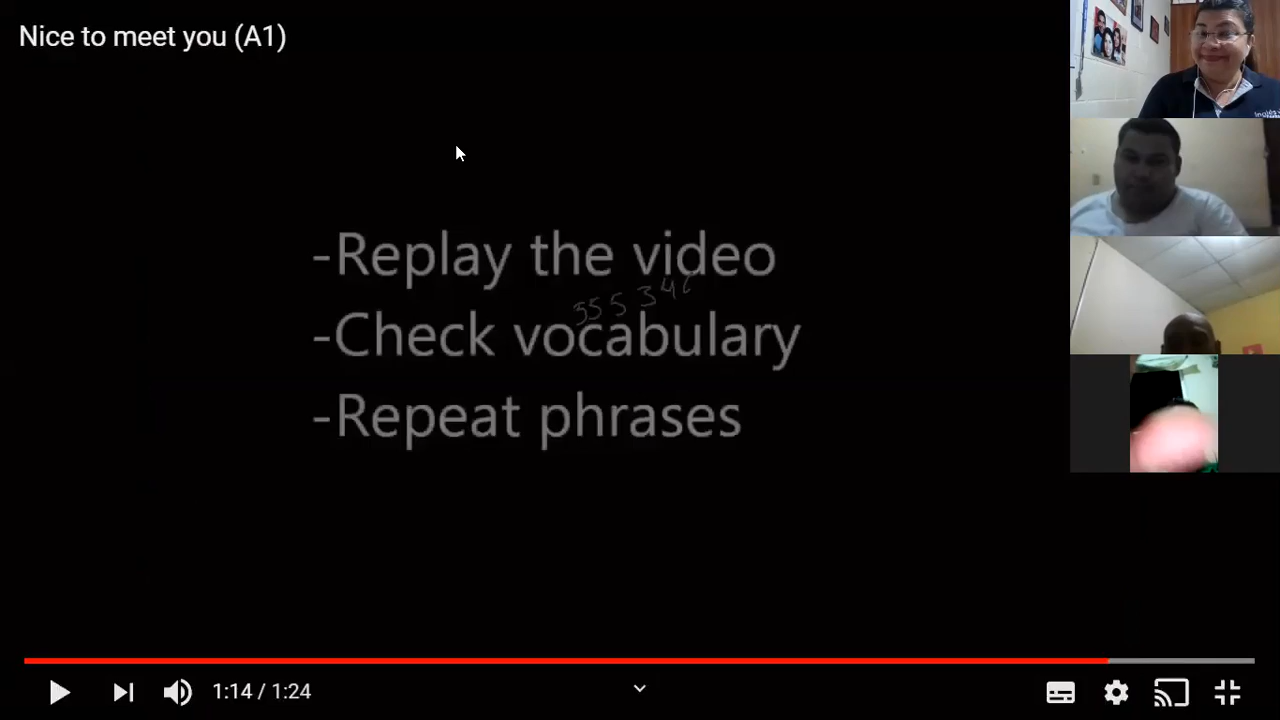 Nice to meet you (A1)
-Replay the video
-Check vocabulary
-Repeat phrases
1:14 / 1:24